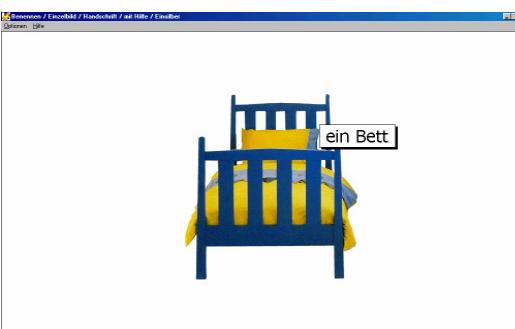 Benennen / Einzelbild / Handschrift / mit Hilfe / Einsilber
Optionen Hilfe
ein Bett